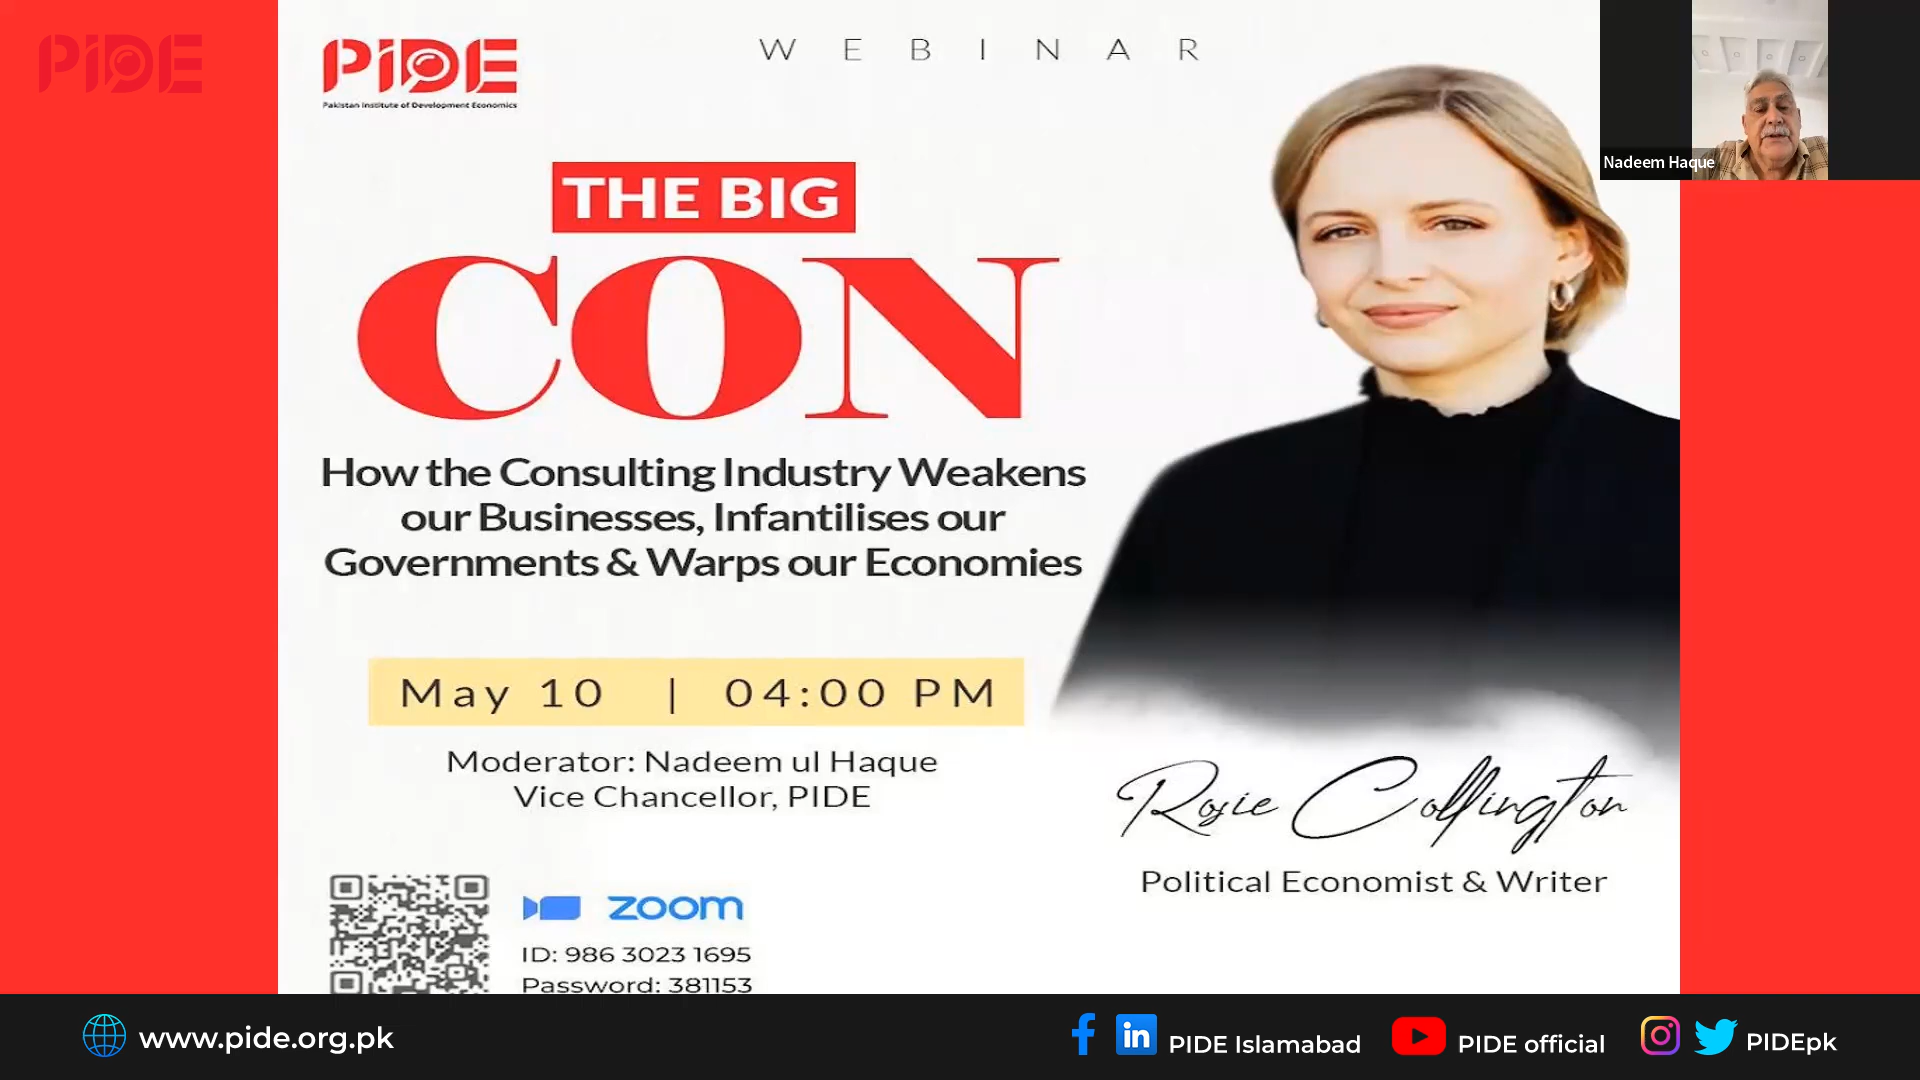 PIDE
PIDE
Pakistan Institute of Development Economics
WEBINAR
Nadeem Haque
THE BIG
CON
How the Consulting Industry Weakens
our Businesses, Infantilises our
Governments & Warps our Economies
May 10 | 04:00 PM
Moderator: Nadeem ul Haque
Vice Chancellor, PIDE
Rosie Collington
Political Economist & Writer
zoom
ID: 986 3023 1695
Password: 381153
www.pide.org.pk
in PIDE Islamabad
PIDE official
PIDEpk